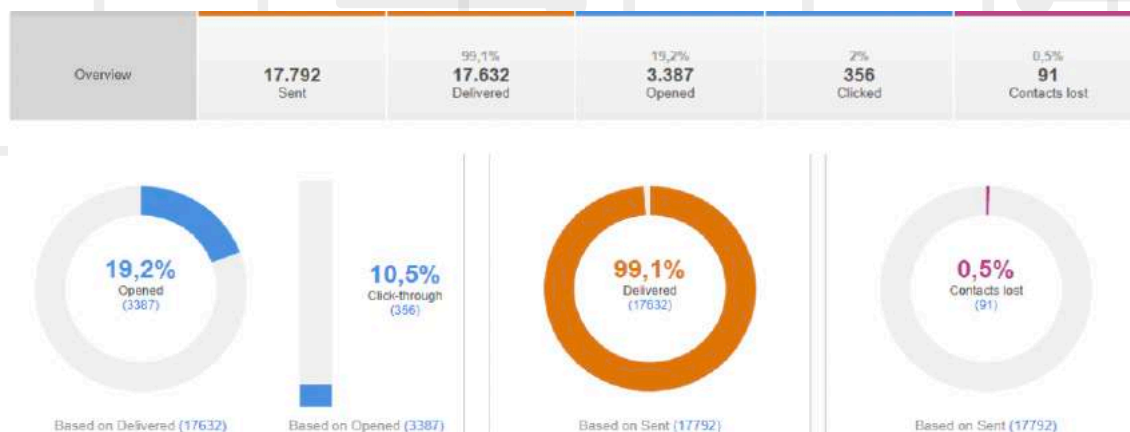 Overview
17.792
Sent
99,1%
17.632
Delivered
19,2%
3.387
Opened
2%
356
Clicked
0,5%
91
Contacts lost
19,2%
Opened
(3387)
Based on Delivered (17632)
10,5%
Click-through
(356)
Based on Opened (3387)
99,1%
Delivered
(17632)
Based on Sent (17792)
0,5%
Contacts lost
(91)
Based on Sent (17792)